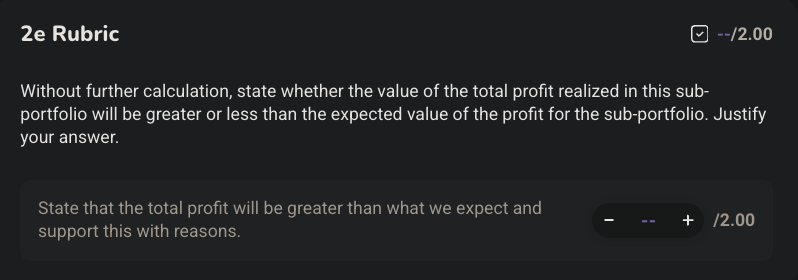 2e Rubric
--/2.00
Without further calculation, state whether the value of the total profit realized in this sub-
portfolio will be greater or less than the expected value of the profit for the sub-portfolio. Justify
your answer.
State that the total profit will be greater than what we expect and
support this with reasons.
− -- + /2.00